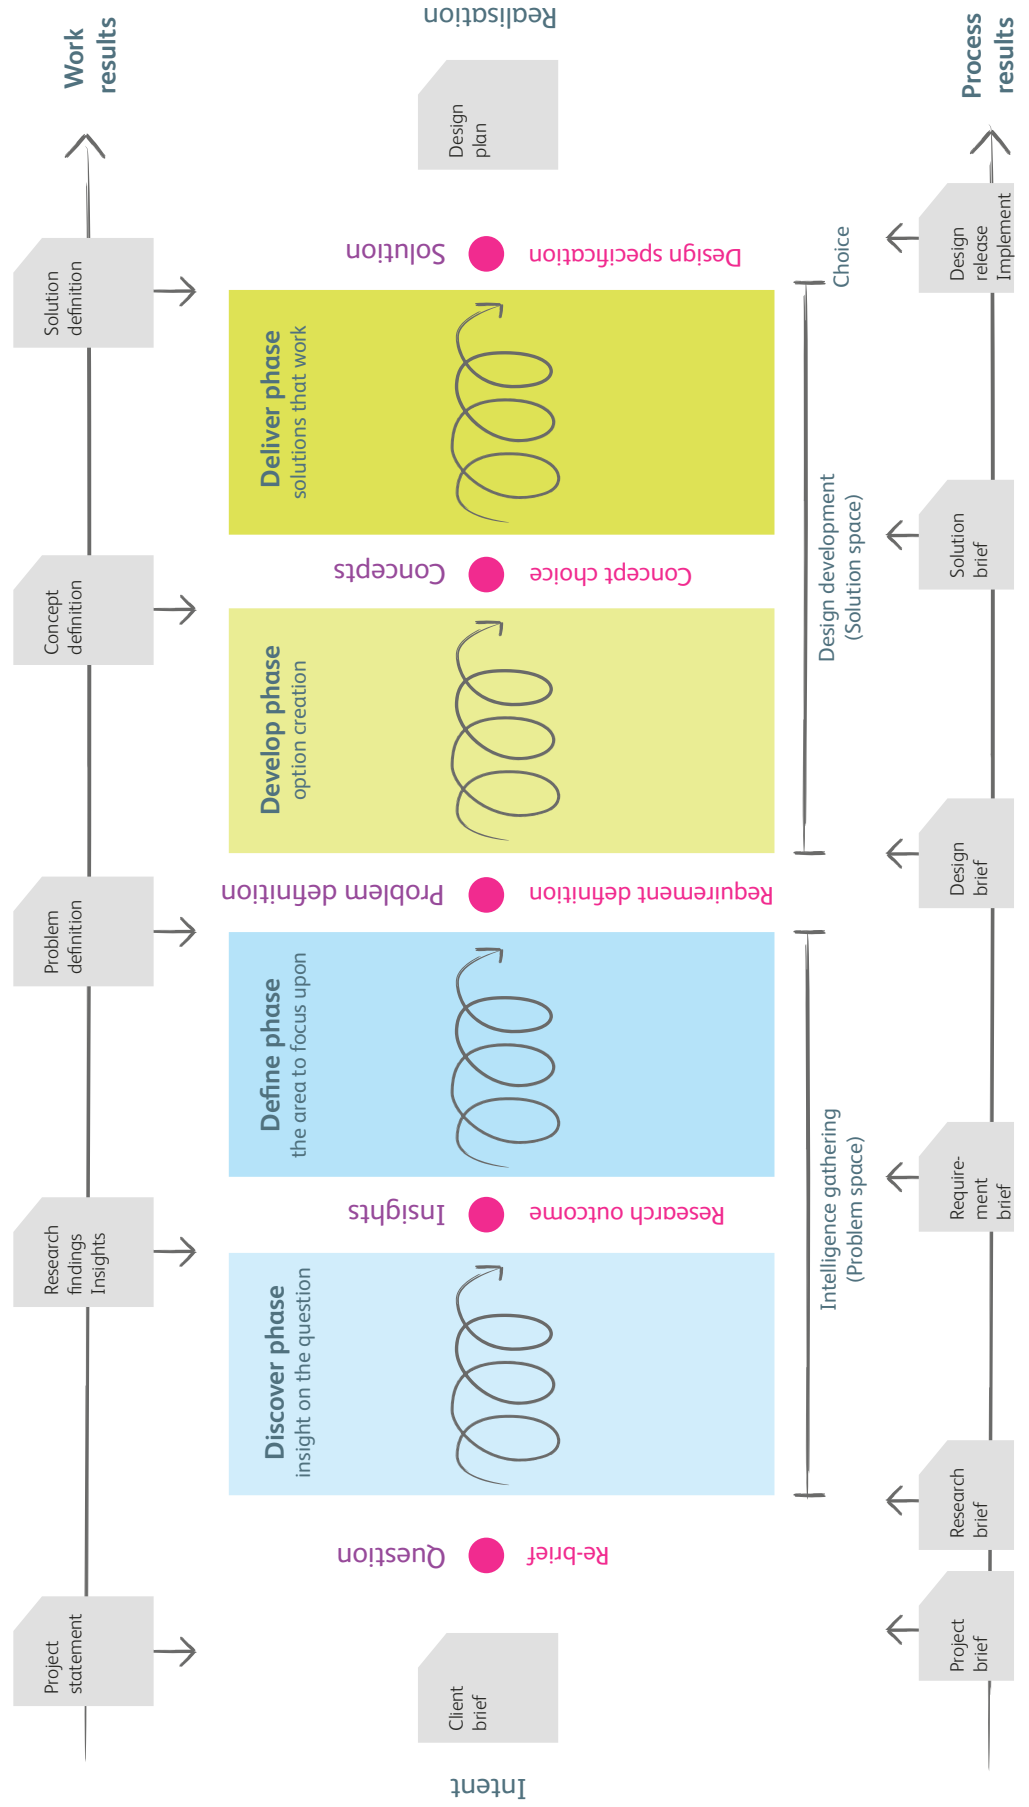 Work
results
Project
statement
Research
findings
Insights
Problem
definition
Concept
definition
Solution
definition
Intent
Client
brief
Question
Re-brief
Discover phase
insight on the question
Insights
Research outcome
Define phase
the area to focus upon
Problem definition
Requirement definition
Develop phase
option creation
Concepts
Concept choice
Deliver phase
solutions that work
Solution
Design specification
Design
plan
Realisation
Intelligence gathering
(Problem space)
Design development
(Solution space)
Choice
Project
brief
Research
brief
Require-
ment
brief
Design
brief
Solution
brief
Design
release
Implement
Process
results